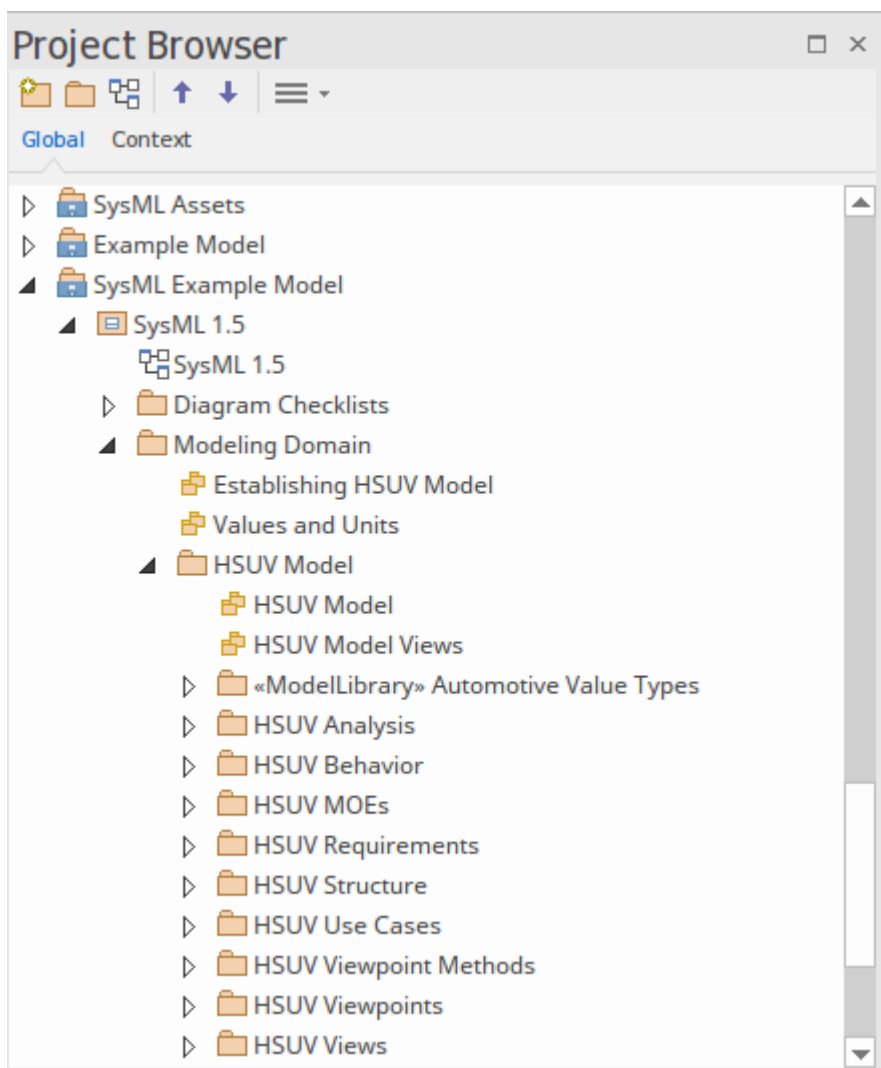 Project Browser
Global Context
SysML Assets
Example Model
SysML Example Model
SysML 1.5
SysML 1.5
Diagram Checklists
Modeling Domain
Establishing HSUV Model
Values and Units
HSUV Model
HSUV Model
HSUV Model Views
«ModelLibrary» Automotive Value Types
HSUV Analysis
HSUV Behavior
HSUV MOEs
HSUV Requirements
HSUV Structure
HSUV Use Cases
HSUV Viewpoint Methods
HSUV Viewpoints
HSUV Views